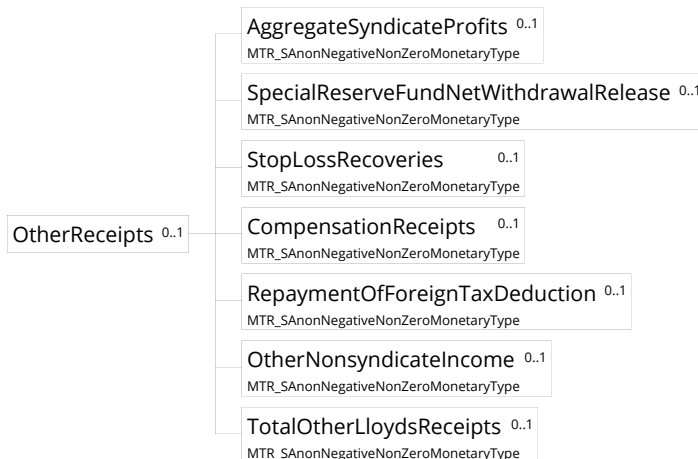 AggregateSyndicateProfits 0..1
MTR_SAnonNegativeNonZeroMonetaryType
SpecialReserveFundNetWithdrawalRelease 0..1
MTR_SAnonNegativeNonZeroMonetaryType
StopLossRecoveries 0..1
MTR_SAnonNegativeNonZeroMonetaryType
CompensationReceipts 0..1
MTR_SAnonNegativeNonZeroMonetaryType
OtherReceipts 0..1
RepaymentOfForeignTaxDeduction 0..1
MTR_SAnonNegativeNonZeroMonetaryType
OtherNonsyndicateIncome 0..1
MTR_SAnonNegativeNonZeroMonetaryType
TotalOtherLloydsReceipts 0..1
MTR_SAnonNegativeNonZeroMonetaryType